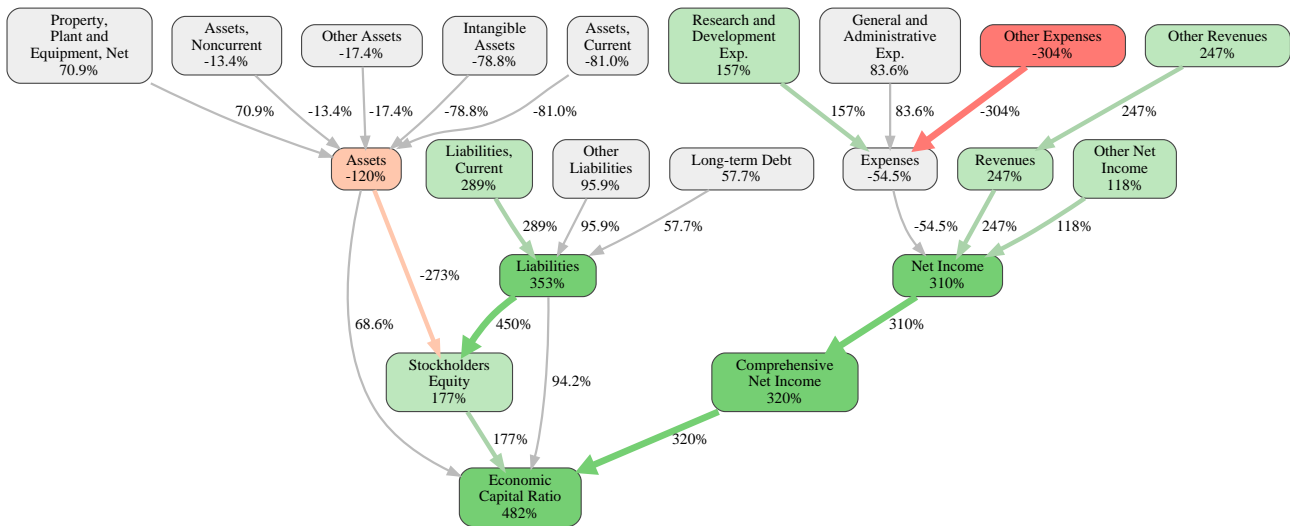 Property,
Plant and
Equipment, Net
70.9%
Assets,
Noncurrent
-13.4%
Other Assets
-17.4%
Intangible
Assets
-78.8%
Assets,
Current
-81.0%
Research and
Development
Exp.
157%
General and
Administrative
Exp.
83.6%
Other Expenses
-304%
Other Revenues
247%
70.9%
-13.4%
-17.4%
-78.8%
-81.0%
157%
83.6%
-304%
247%
Assets
-120%
Liabilities,
Current
289%
Other
Liabilities
95.9%
Long-term Debt
57.7%
Expenses
-54.5%
Revenues
247%
Other Net
Income
118%
289%
95.9%
57.7%
-54.5%
247%
118%
-273%
Liabilities
353%
Net Income
310%
68.6%
450%
310%
94.2%
Stockholders
Equity
177%
Comprehensive
Net Income
320%
177%
320%
Economic
Capital Ratio
482%